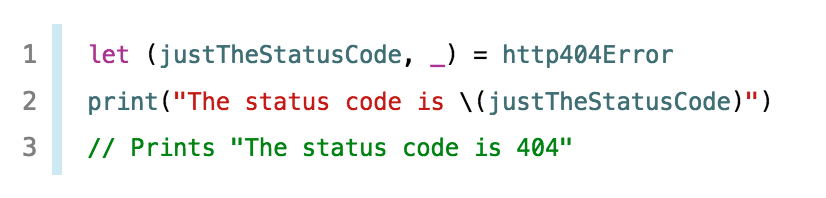 1 let (justTheStatusCode, _) = http404Error
2 print("The status code is \(justTheStatusCode)")
3 // Prints "The status code is 404"